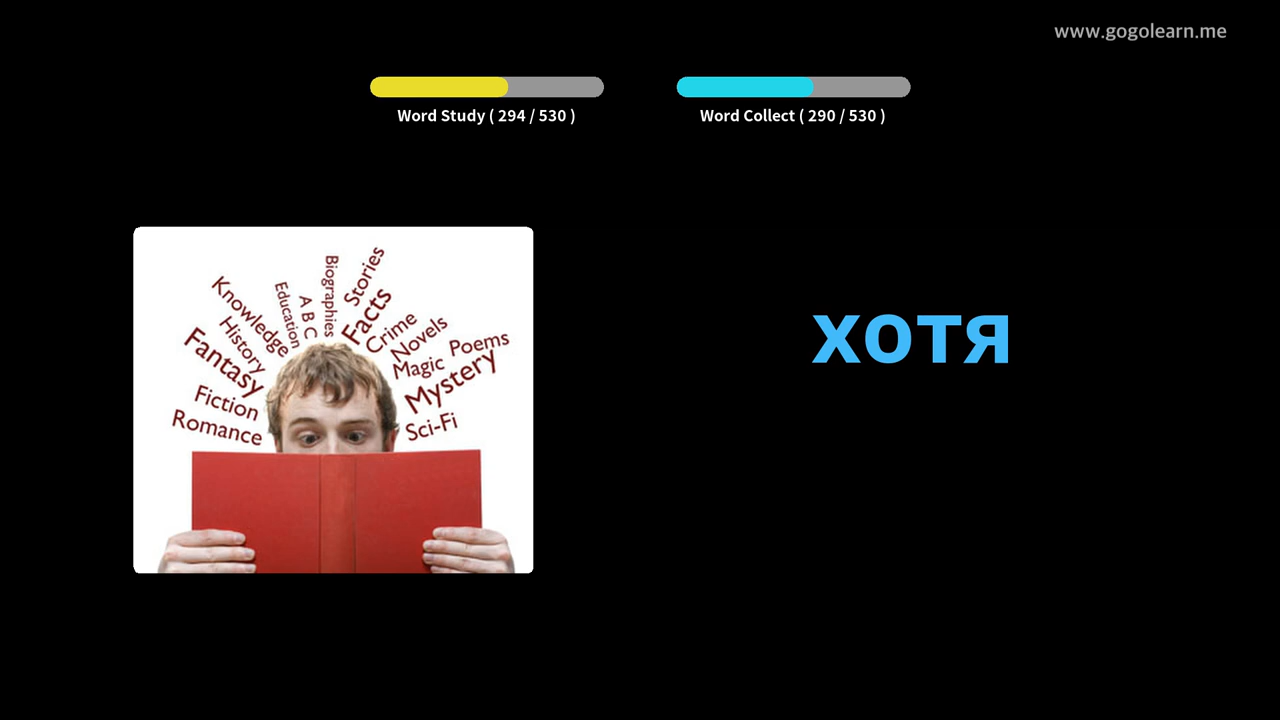 www.gogolearn.me
Word Study ( 294 / 530 )
Word Collect ( 290 / 530 )
Biographies
Stories
Education
A B C
Facts
Knowledge
Crime
History
Novels
Poems
Fantasy
Magic
Mystery
Fiction
Romance
Sci-Fi
хотя